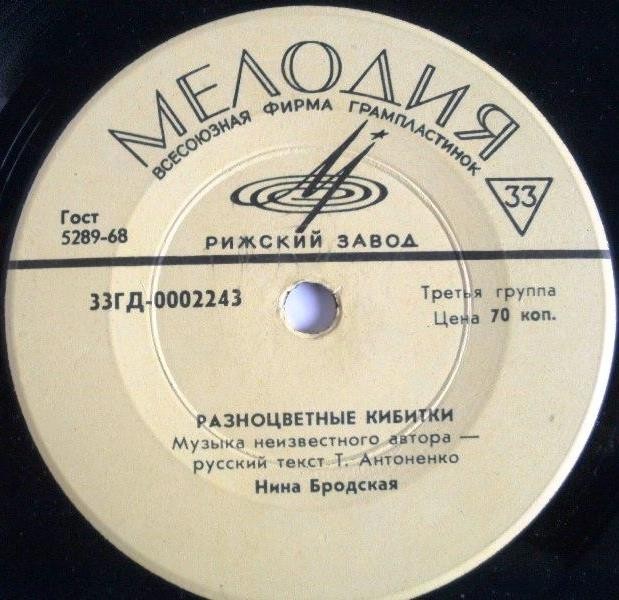 МЕЛОДИЯ
ВСЕСОЮЗНАЯ ФИРМА ГРАМПЛАСТИНОК
33
Гост
5289-68
РИЖСКИЙ ЗАВОД
33ГД-0002243
Третья группа
Цена 70 коп.
РАЗНОЦВЕТНЫЕ КИБИТКИ
Музыка неизвестного автора —
русский текст Т. Антоненко
Нина Бродская